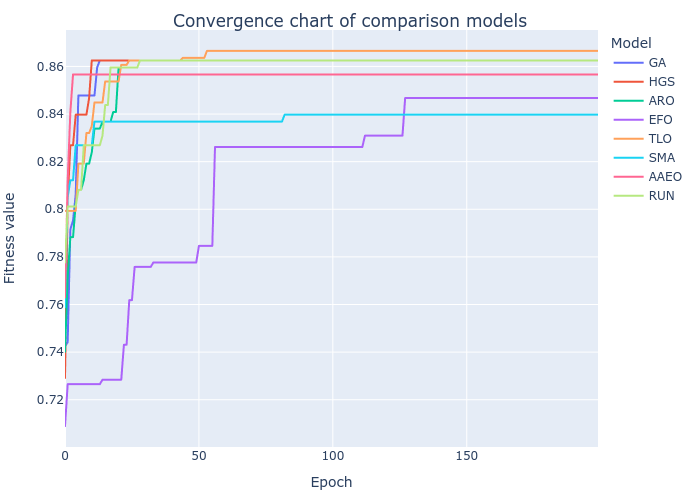 Convergence chart of comparison models
Fitness value
0.86
0.84
0.82
0.8
0.78
0.76
0.74
0.72
0
50
100
150
Epoch
Model
GA
HGS
ARO
EFO
TLO
SMA
AAEO
RUN